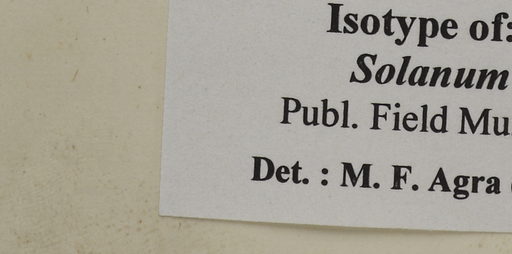 Isotype of:
Solanum
Publ. Field Mu
Det. : M. F. Agra